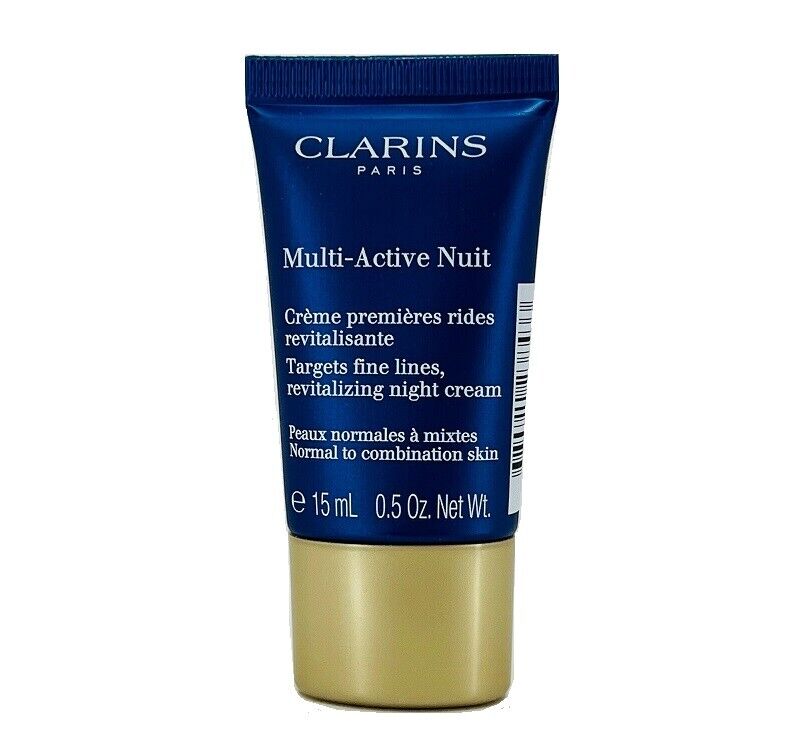 CLARINS
PARIS
Multi-Active Nuit
Crème premières rides
revitalisante
Targets fine lines,
revitalizing night cream
Peaux normales à mixtes
Normal to combination skin
℮ 15 mL 0.5 Oz. Net Wt.